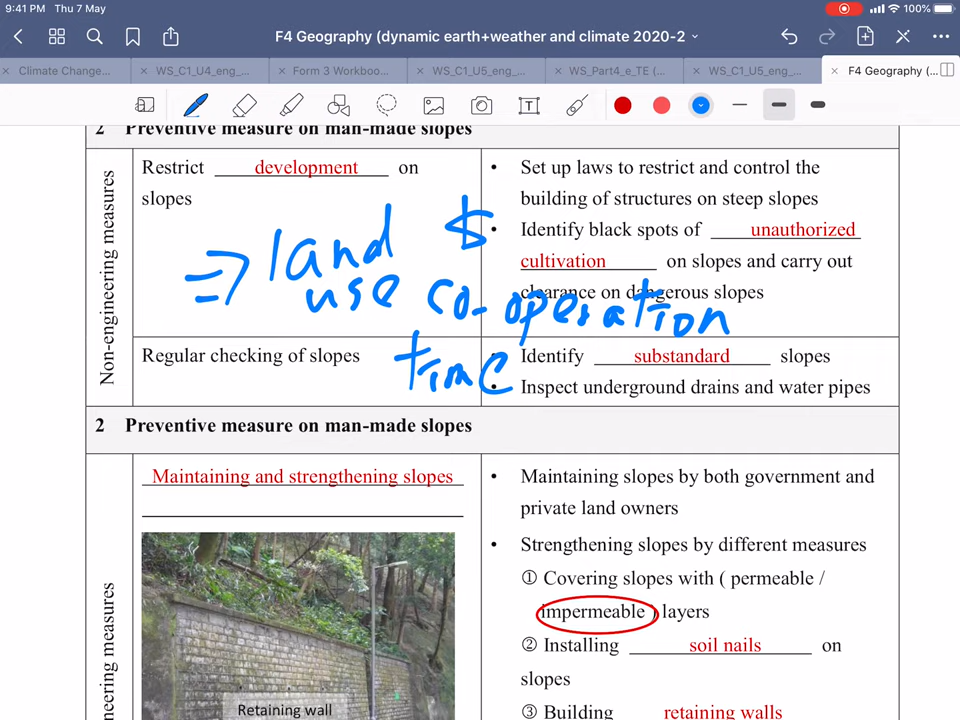 9:41 PM Thu 7 May
100%
F4 Geography (dynamic earth+weather and climate 2020-2
Climate Change...
WS_C1_U4_eng_...
Form 3 Workboo...
WS_C1_U5_eng_...
WS_Part4_e_TE (...
WS_C1_U5_eng_...
F4 Geography (...
T
2 Preventive measure on man-made slopes
Non-engineering measures
Restrict development on
slopes
• Set up laws to restrict and control the
building of structures on steep slopes
• Identify black spots of unauthorized
cultivation on slopes and carry out
clearance on dangerous slopes
⇒ land $
use co-operation
time
Regular checking of slopes
• Identify substandard slopes
• Inspect underground drains and water pipes
2 Preventive measure on man-made slopes
Maintaining and strengthening slopes
• Maintaining slopes by both government and
private land owners
• Strengthening slopes by different measures
① Covering slopes with ( permeable /
impermeable ) layers
② Installing soil nails on
slopes
③ Building retaining walls
Retaining wall
ineering measures